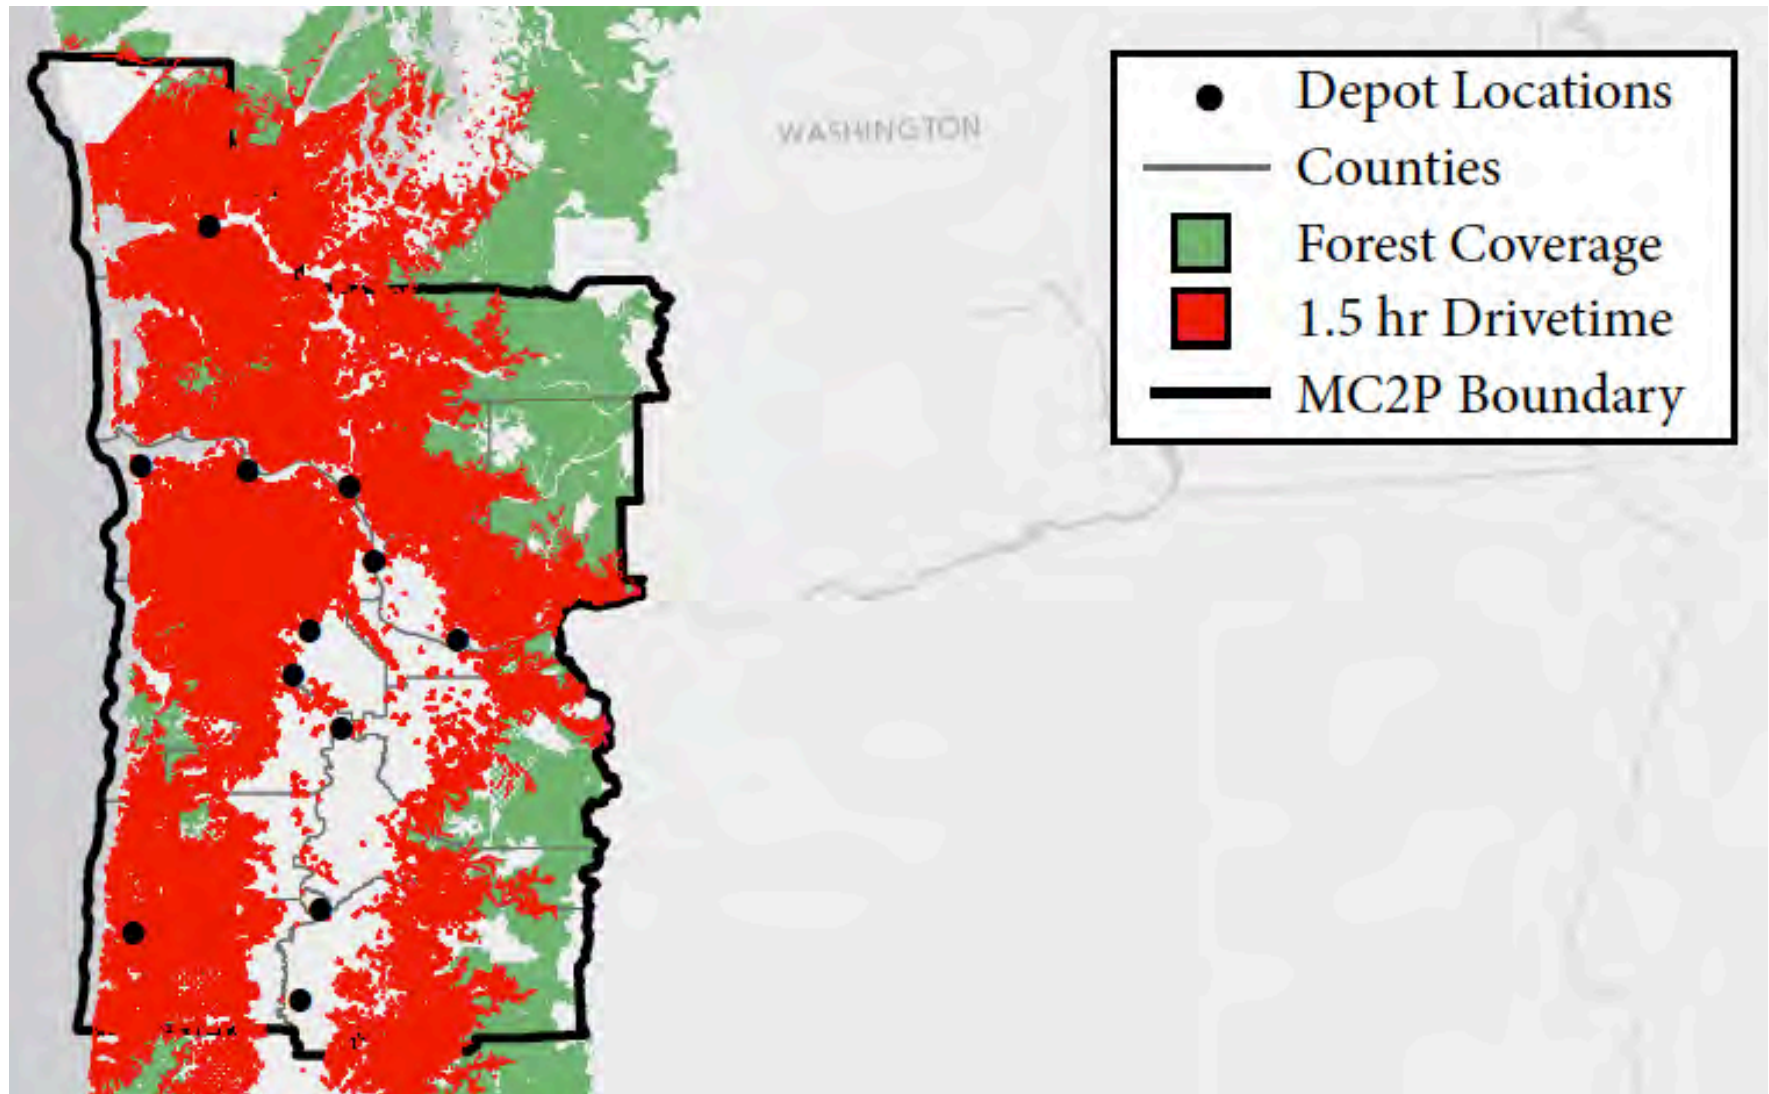 WASHINGTON
Depot Locations
Counties
Forest Coverage
1.5 hr Drivetime
MC2P Boundary